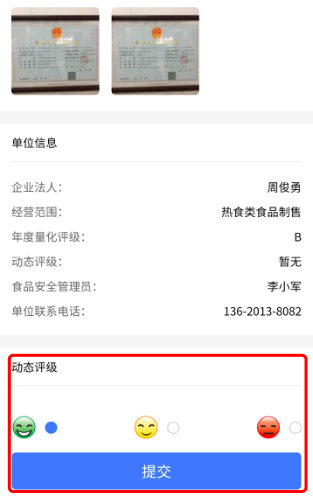 单位信息
企业法人： 周俊勇
经营范围： 热食类食品制售
年度量化评级： B
动态评级： 暂无
食品安全管理员： 李小军
单位联系电话： 136-2013-8082
动态评级
提交